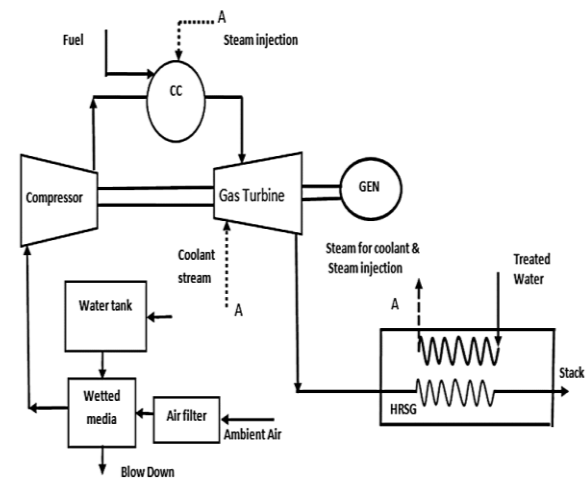 A
Fuel
Steam injection
CC
Compressor
Gas Turbine
GEN
Coolant
stream
A
Steam for coolant &
Steam injection
Treated
Water
A
Water tank
Stack
HRSG
Wetted
media
Air filter
Ambient Air
Blow Down